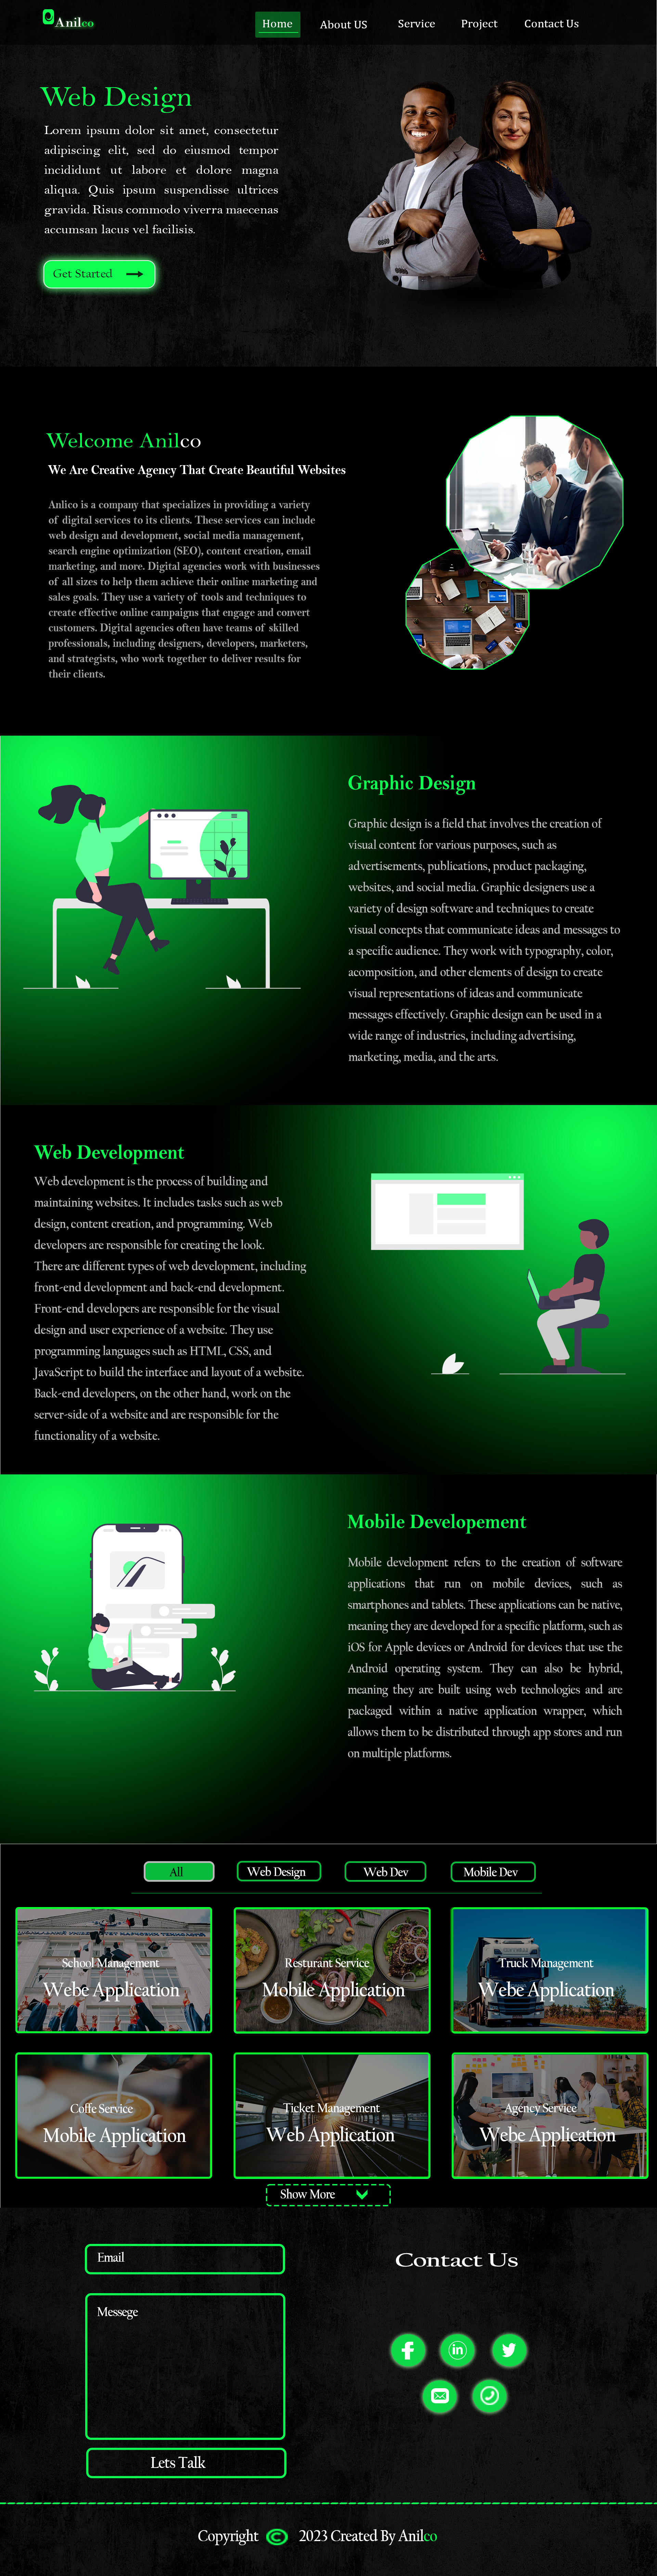 Anilco
Home
About US
Service
Project
Contact Us
Web Design
Lorem ipsum dolor sit amet, consectetur
adipiscing elit, sed do eiusmod tempor
incididunt ut labore et dolore magna
aliqua. Quis ipsum suspendisse ultrices
gravida. Risus commodo viverra maecenas
accumsan lacus vel facilisis.
Get Started
Welcome Anilco
We Are Creative Agency That Create Beautiful Websites
Anlico is a company that specializes in providing a variety
of digital services to its clients. These services can include
web design and development, social media management,
search engine optimization (SEO), content creation, email
marketing, and more. Digital agencies work with businesses
of all sizes to help them achieve their online marketing and
sales goals. They use a variety of tools and techniques to
create effective online campaigns that engage and convert
customers. Digital agencies often have teams of skilled
professionals, including designers, developers, marketers,
and strategists, who work together to deliver results for
their clients.
Graphic Design
Graphic design is a field that involves the creation of
visual content for various purposes, such as
advertisements, publications, product packaging,
websites, and social media. Graphic designers use a
variety of design software and techniques to create
visual concepts that communicate ideas and messages to
a specific audience. They work with typography, color,
acomposition, and other elements of design to create
visual representations of ideas and communicate
messages effectively. Graphic design can be used in a
wide range of industries, including advertising,
marketing, media, and the arts.
Web Development
Web development is the process of building and
maintaining websites. It includes tasks such as web
design, content creation, and programming. Web
developers are responsible for creating the look.
There are different types of web development, including
front-end development and back-end development.
Front-end developers are responsible for the visual
design and user experience of a website. They use
programming languages such as HTML, CSS, and
JavaScript to build the interface and layout of a website.
Back-end developers, on the other hand, work on the
server-side of a website and are responsible for the
functionality of a website.
Mobile Developement
Mobile development refers to the creation of software
applications that run on mobile devices, such as
smartphones and tablets. These applications can be native,
meaning they are developed for a specific platform, such as
iOS for Apple devices or Android for devices that use the
Android operating system. They can also be hybrid,
meaning they are built using web technologies and are
packaged within a native application wrapper, which
allows them to be distributed through app stores and run
on multiple platforms.
All
Web Design
Web Dev
Mobile Dev
School Management
Webe Application
Resturant Service
Mobile Application
Truck Management
Webe Application
Coffe Service
Mobile Application
Ticket Management
Web Application
Agency Service
Webe Application
Show More
Email
Messege
Lets Talk
Contact Us
Copyright © 2023 Created By Anilco